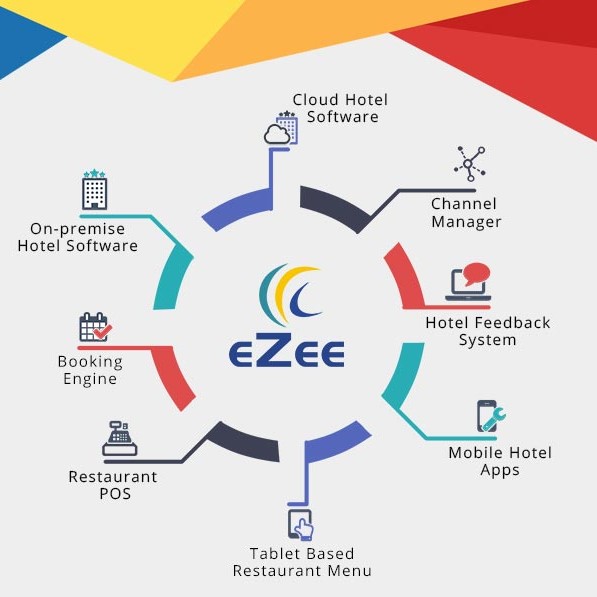 Cloud Hotel
Software
Channel
Manager
On-premise
Hotel Software
Hotel Feedback
System
eZee
Booking
Engine
Mobile Hotel
Apps
Restaurant
POS
Tablet Based
Restaurant Menu